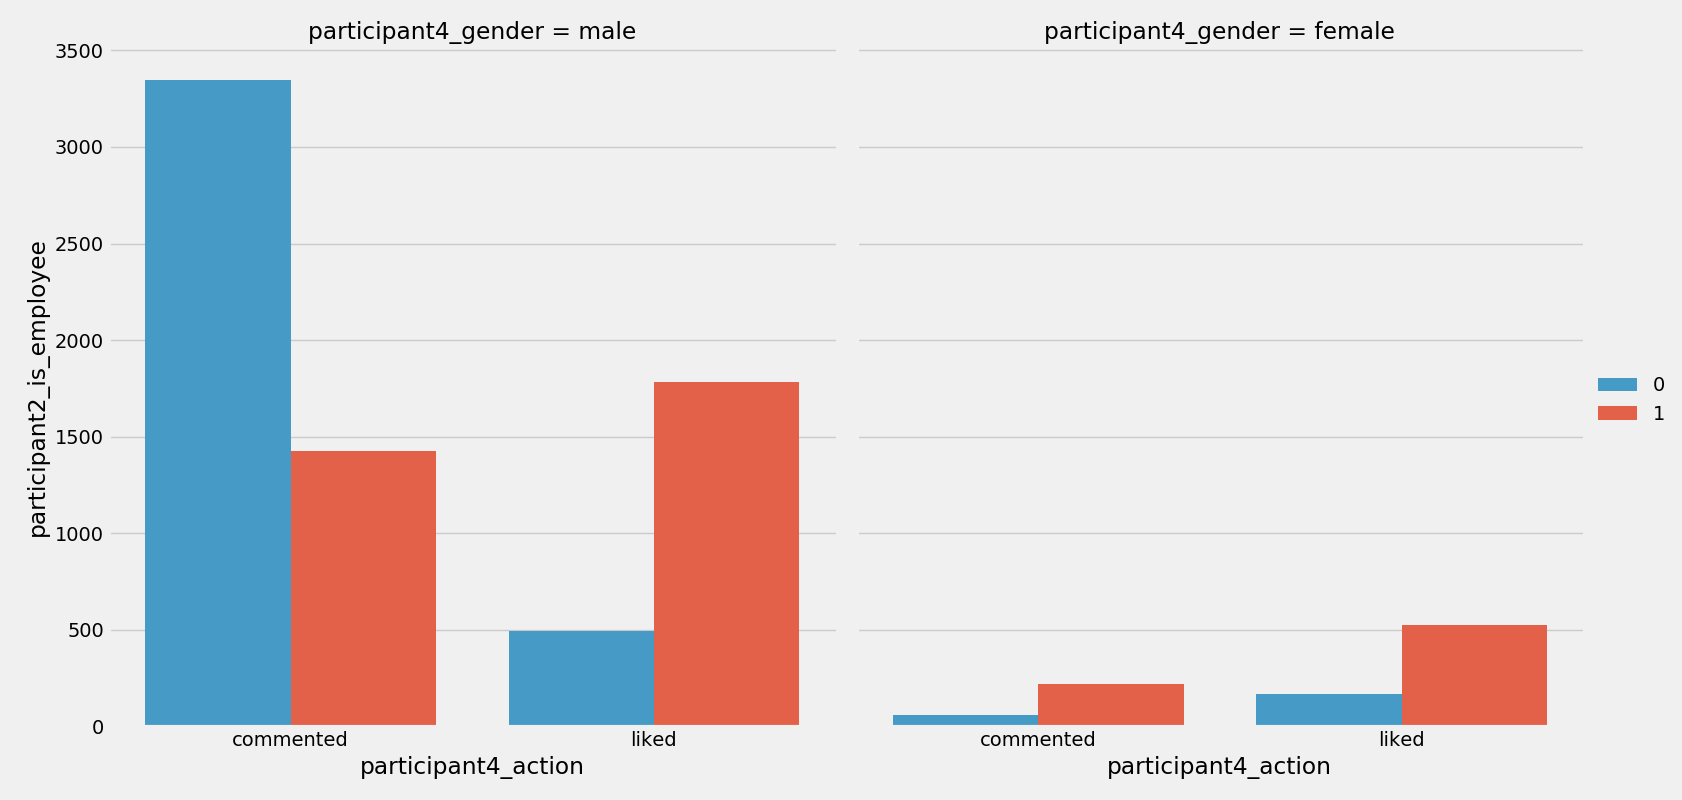 participant4_gender = male
participant4_gender = female
participant2_is_employee
3500
3000
2500
2000
1500
1000
500
0
commented
liked
commented
liked
participant4_action
participant4_action
0
1